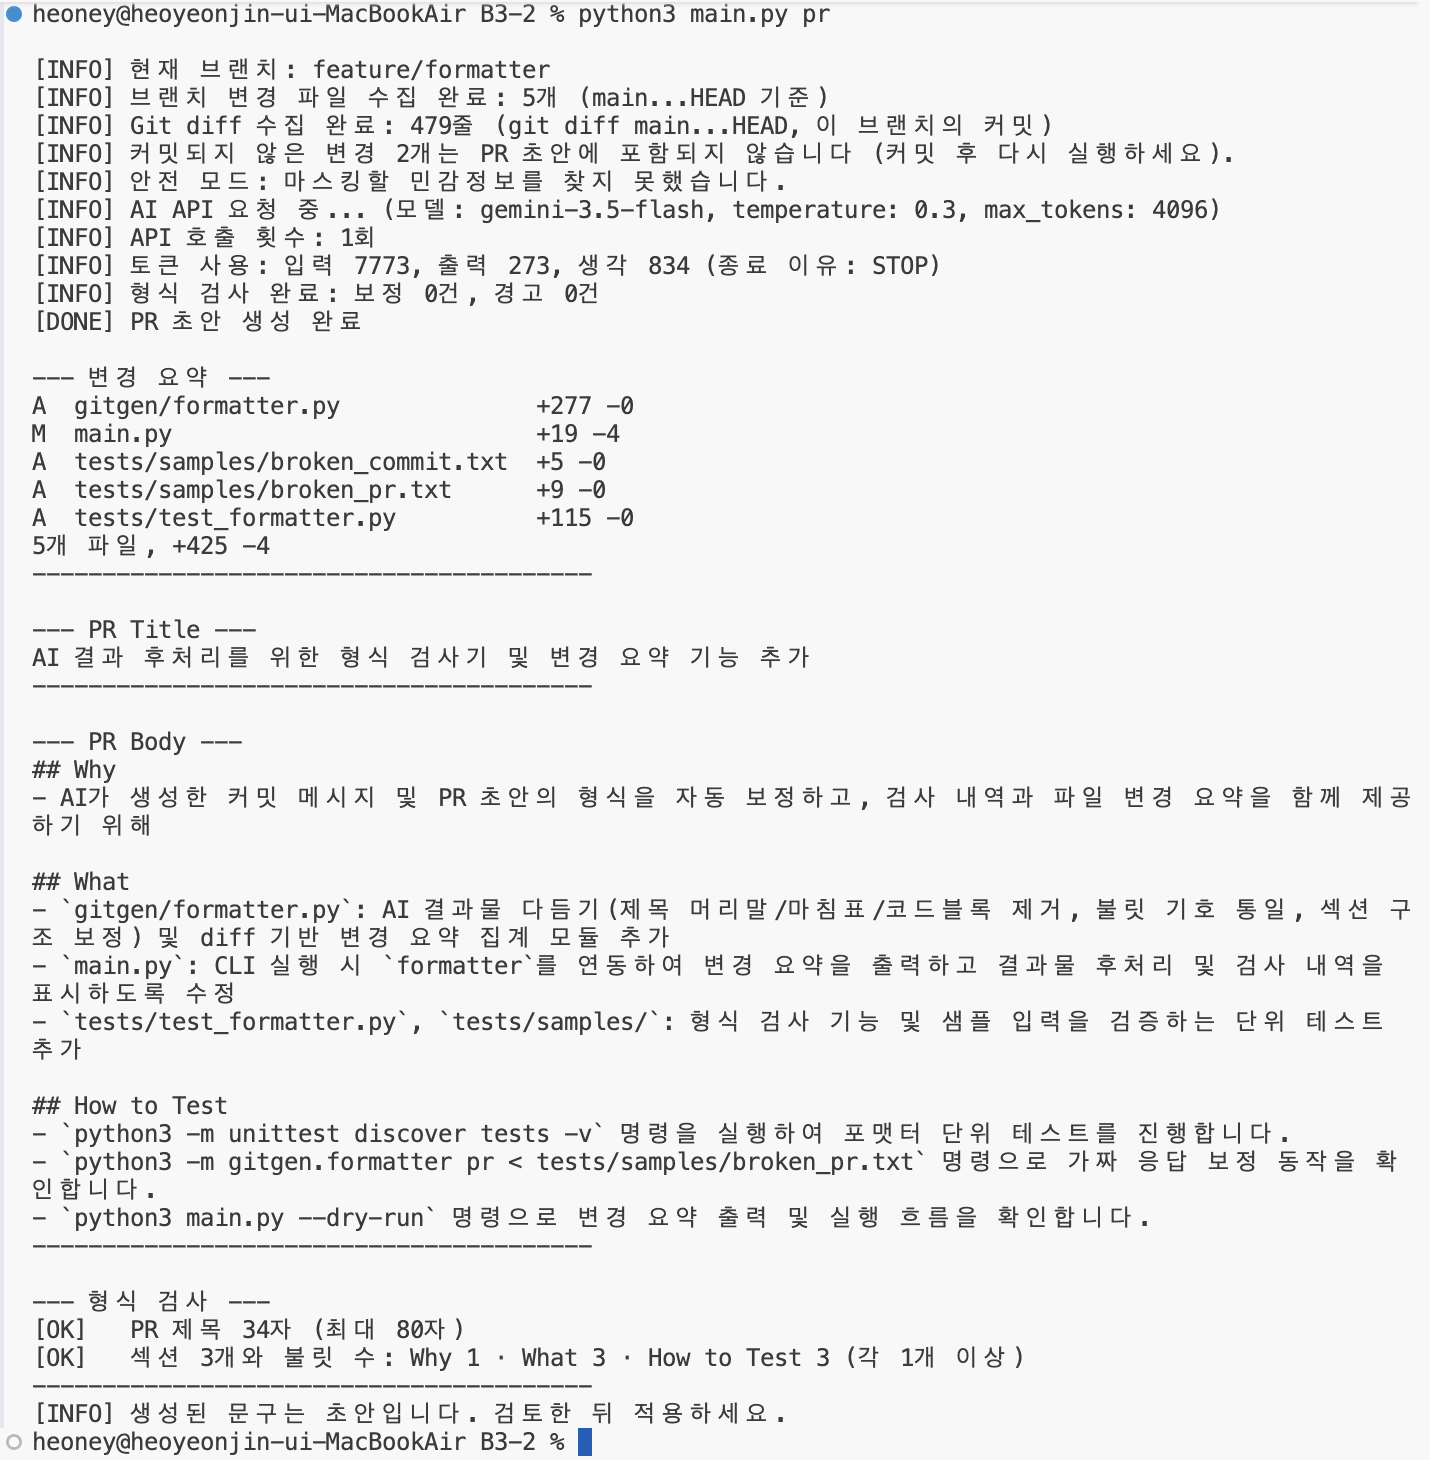 heoney@heoyeonjin-ui-MacBookAir B3-2 % python3 main.py pr
[INFO] 현재 브랜치: feature/formatter
[INFO] 브랜치 변경 파일 수집 완료: 5개 (main...HEAD 기준)
[INFO] Git diff 수집 완료: 479줄 (git diff main...HEAD, 이 브랜치의 커밋)
[INFO] 커밋되지 않은 변경 2개는 PR 초안에 포함되지 않습니다 (커밋 후 다시 실행하세요).
[INFO] 안전 모드: 마스킹할 민감정보를 찾지 못했습니다.
[INFO] AI API 요청 중... (모델: gemini-3.5-flash, temperature: 0.3, max_tokens: 4096)
[INFO] API 호출 횟수: 1회
[INFO] 토큰 사용: 입력 7773, 출력 273, 생각 834 (종료 이유: STOP)
[INFO] 형식 검사 완료: 보정 0건, 경고 0건
[DONE] PR 초안 생성 완료
--- 변경 요약 ---
A  gitgen/formatter.py              +277 -0
M  main.py                          +19 -4
A  tests/samples/broken_commit.txt  +5 -0
A  tests/samples/broken_pr.txt      +9 -0
A  tests/test_formatter.py          +115 -0
5개 파일, +425 -4
----------------------------------------
--- PR Title ---
AI 결과 후처리를 위한 형식 검사기 및 변경 요약 기능 추가
----------------------------------------
--- PR Body ---
## Why
- AI가 생성한 커밋 메시지 및 PR 초안의 형식을 자동 보정하고, 검사 내역과 파일 변경 요약을 함께 제공
하기 위해
## What
- `gitgen/formatter.py`: AI 결과물 다듬기(제목 머리말/마침표/코드블록 제거, 불릿 기호 통일, 섹션 구
조 보정) 및 diff 기반 변경 요약 집계 모듈 추가
- `main.py`: CLI 실행 시 `formatter`를 연동하여 변경 요약을 출력하고 결과물 후처리 및 검사 내역을
표시하도록 수정
- `tests/test_formatter.py`, `tests/samples/`: 형식 검사 기능 및 샘플 입력을 검증하는 단위 테스트
추가
## How to Test
- `python3 -m unittest discover tests -v` 명령을 실행하여 포맷터 단위 테스트를 진행합니다.
- `python3 -m gitgen.formatter pr < tests/samples/broken_pr.txt` 명령으로 가짜 응답 보정 동작을 확
인합니다.
- `python3 main.py --dry-run` 명령으로 변경 요약 출력 및 실행 흐름을 확인합니다.
----------------------------------------
--- 형식 검사 ---
[OK]   PR 제목 34자 (최대 80자)
[OK]   섹션 3개와 불릿 수: Why 1 · What 3 · How to Test 3 (각 1개 이상)
----------------------------------------
[INFO] 생성된 문구는 초안입니다. 검토한 뒤 적용하세요.
heoney@heoyeonjin-ui-MacBookAir B3-2 %